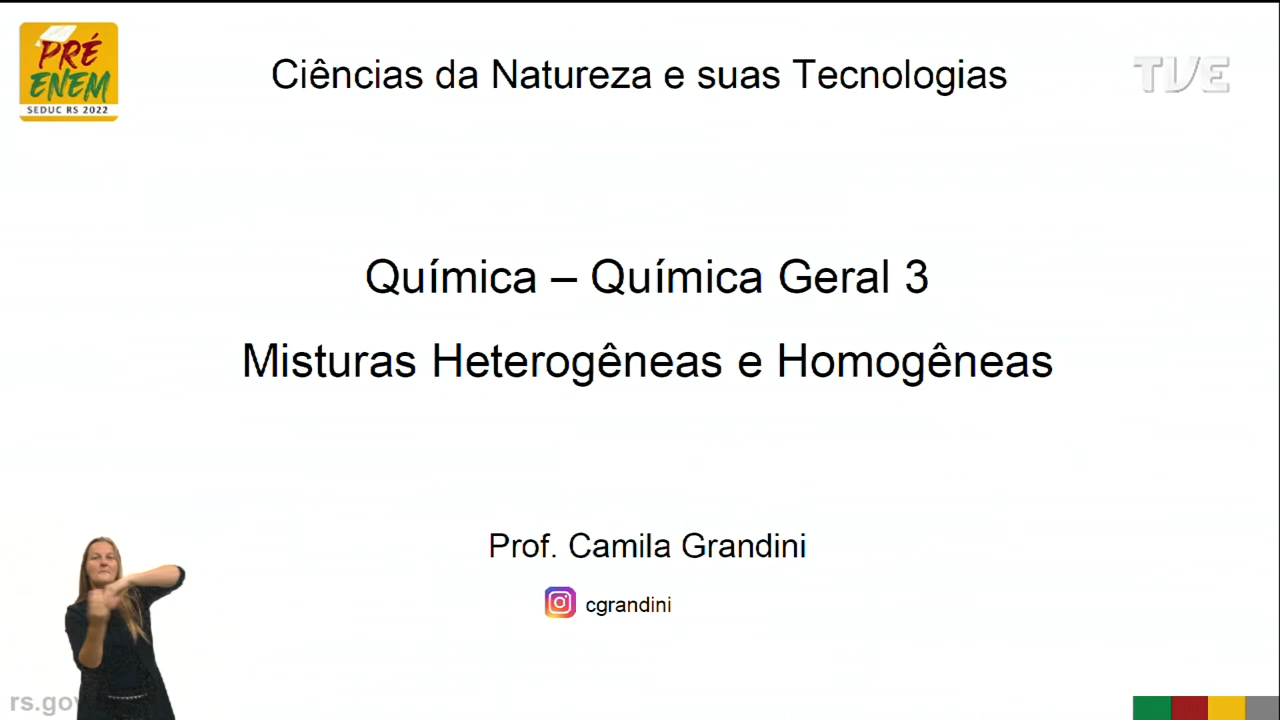 PRÉ
ENEM
SEDUC RS 2022
Ciências da Natureza e suas Tecnologias
TVE
Química – Química Geral 3
Misturas Heterogêneas e Homogêneas
Prof. Camila Grandini
cgrandini
rs.gov